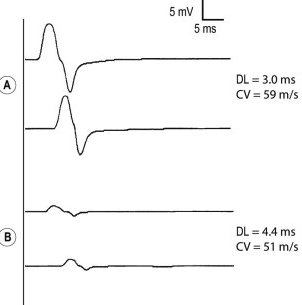 5 mV
5 ms
A
DL = 3.0 ms
CV = 59 m/s
B
DL = 4.4 ms
CV = 51 m/s